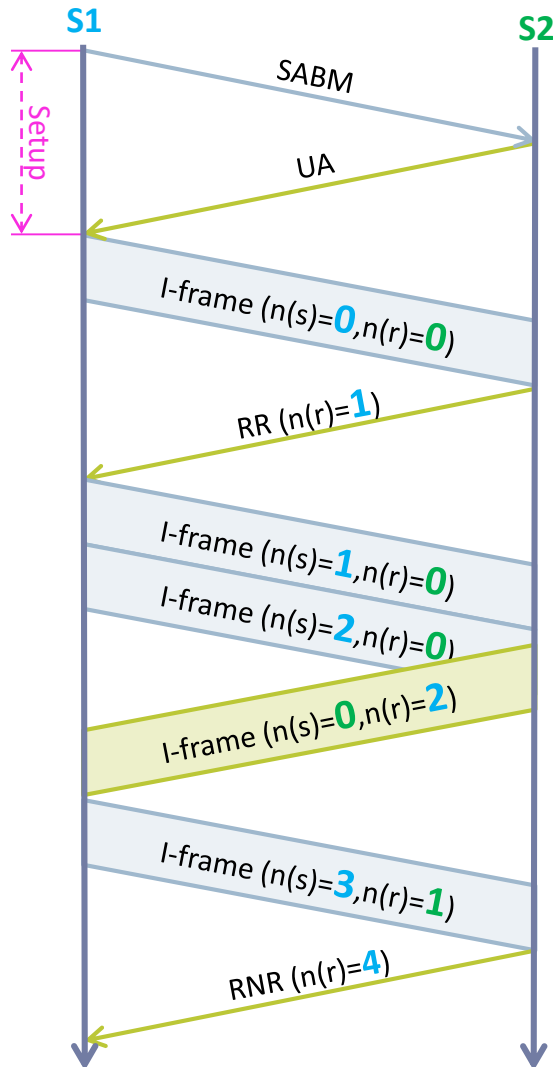 S1
S2
SABM
Setup
UA
I-frame (n(s)=0,n(r)=0)
RR (n(r)=1)
I-frame (n(s)=1,n(r)=0)
I-frame (n(s)=2,n(r)=0)
I-frame (n(s)=0,n(r)=2)
I-frame (n(s)=3,n(r)=1)
RNR (n(r)=4)